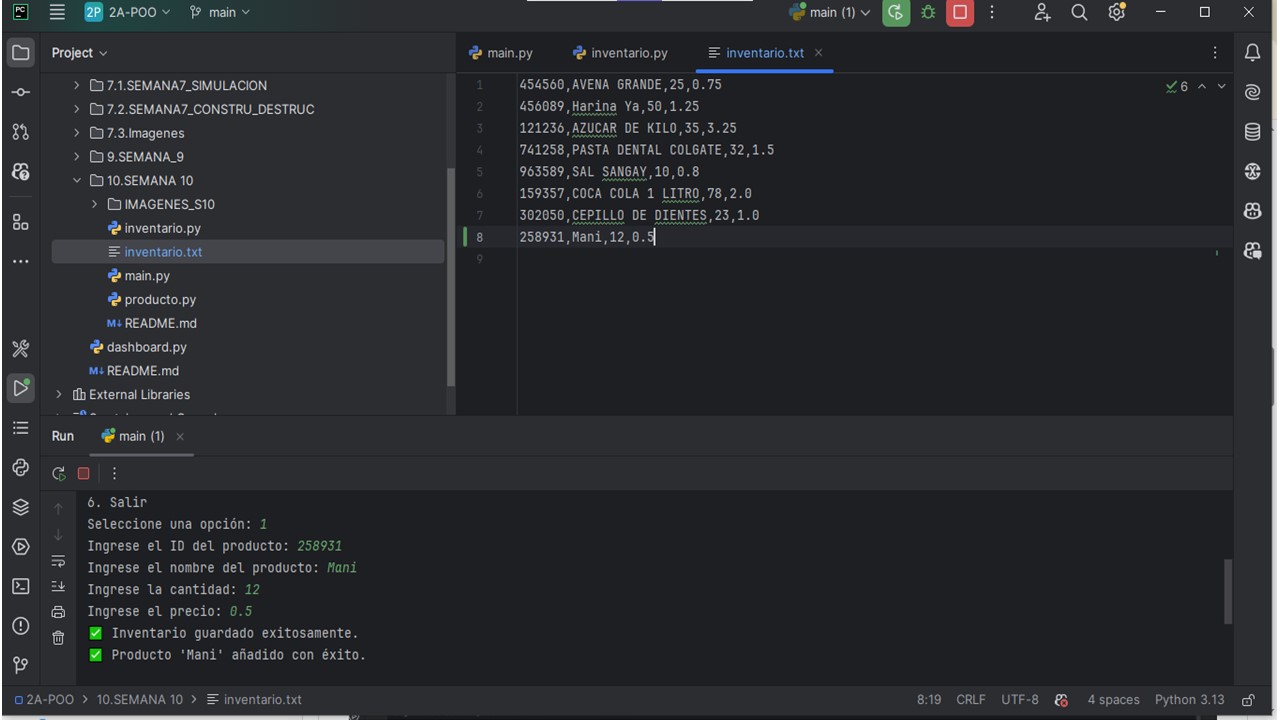 PC 2P 2A-POO main main (1)
Project
main.py inventario.py inventario.txt
7.1.SEMANA7_SIMULACION
7.2.SEMANA7_CONSTRU_DESTRUC
7.3.Imagenes
9.SEMANA_9
10.SEMANA 10
IMAGENES_S10
inventario.py
inventario.txt
main.py
producto.py
M↓ README.md
dashboard.py
M↓ README.md
External Libraries
1 454560,AVENA GRANDE,25,0.75
2 456089,Harina Ya,50,1.25
3 121236,AZUCAR DE KILO,35,3.25
4 741258,PASTA DENTAL COLGATE,32,1.5
5 963589,SAL SANGAY,10,0.8
6 159357,COCA COLA 1 LITRO,78,2.0
7 302050,CEPILLO DE DIENTES,23,1.0
8 258931,Mani,12,0.5
9
6
Run main (1)
6. Salir
Seleccione una opción: 1
Ingrese el ID del producto: 258931
Ingrese el nombre del producto: Mani
Ingrese la cantidad: 12
Ingrese el precio: 0.5
✅ Inventario guardado exitosamente.
✅ Producto 'Mani' añadido con éxito.
2A-POO > 10.SEMANA 10 > inventario.txt 8:19 CRLF UTF-8 4 spaces Python 3.13